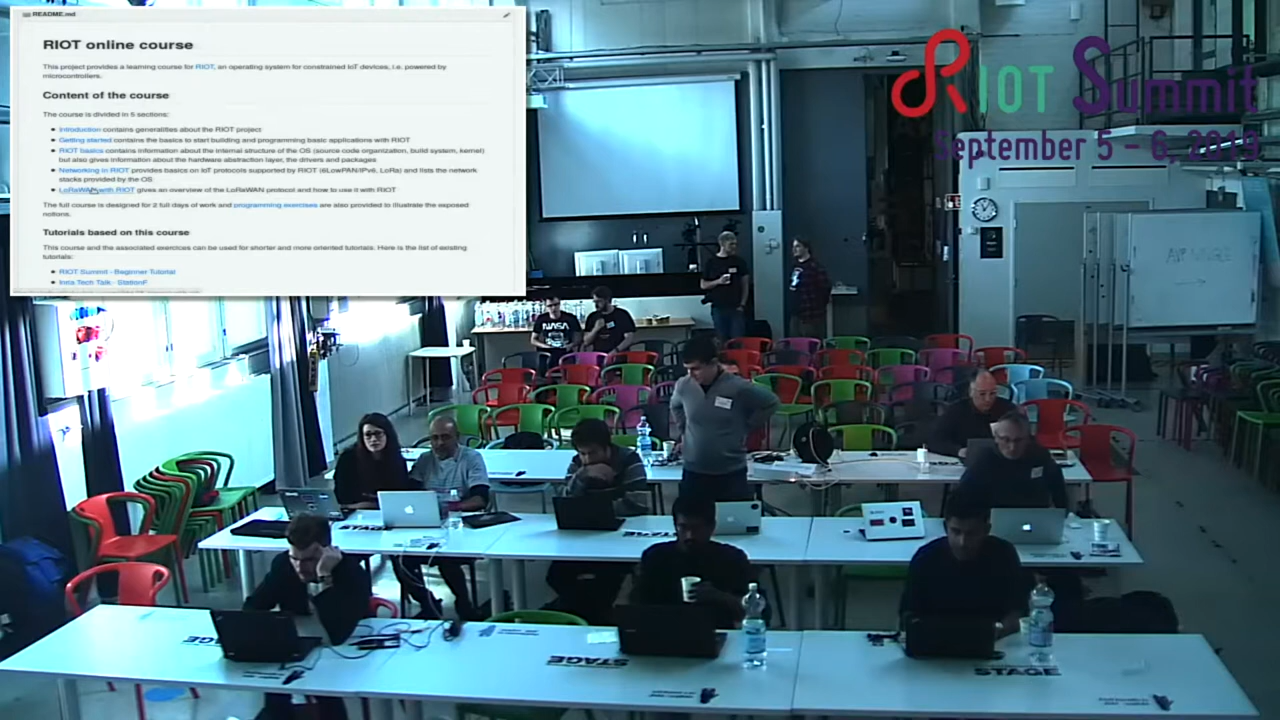 README.md
RIOT online course
This project provides a learning course for RIOT, an operating system for constrained IoT devices, i.e. powered by
microcontrollers.
Content of the course
The course is divided in 5 sections:
Introduction contains generalities about the RIOT project
Getting started contains the basics to start building and programming basic applications with RIOT
RIOT basics contains information about the internal structure of the OS (source code organization, build system, kernel)
but also gives information about the hardware abstraction layer, the drivers and packages
Networking in RIOT provides basics on IoT protocols supported by RIOT (6LowPAN/IPv6, LoRa) and lists the network
stacks provided by the OS
LoRaWAN with RIOT gives an overview of the LoRaWAN protocol and how to use it with RIOT
The full course is designed for 2 full days of work and programming exercises are also provided to illustrate the exposed
notions.
Tutorials based on this course
This course and the associated exercices can be used for shorter and more oriented tutorials. Here is the list of existing
tutorials:
RIOT Summit - Beginner Tutorial
Inria Tech Talk - StationF
RIOT Summit
September 5 - 6, 2019
NASA
STAGE
STAGE
STAGE
STAGE
STAGE